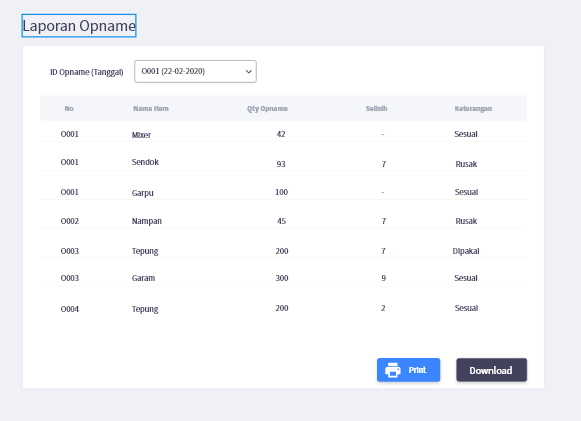 Laporan Opname
ID Opname (Tanggal) O001 (22-02-2020)
No Nama Item Qty Opname Selisih Keterangan
O001 Mixer 42 - Sesuai
O001 Sendok 93 7 Rusak
O001 Garpu 100 - Sesuai
O002 Nampan 45 7 Rusak
O003 Tepung 200 7 Dipakai
O003 Garam 300 9 Sesuai
O004 Tepung 200 2 Sesuai
Print Download